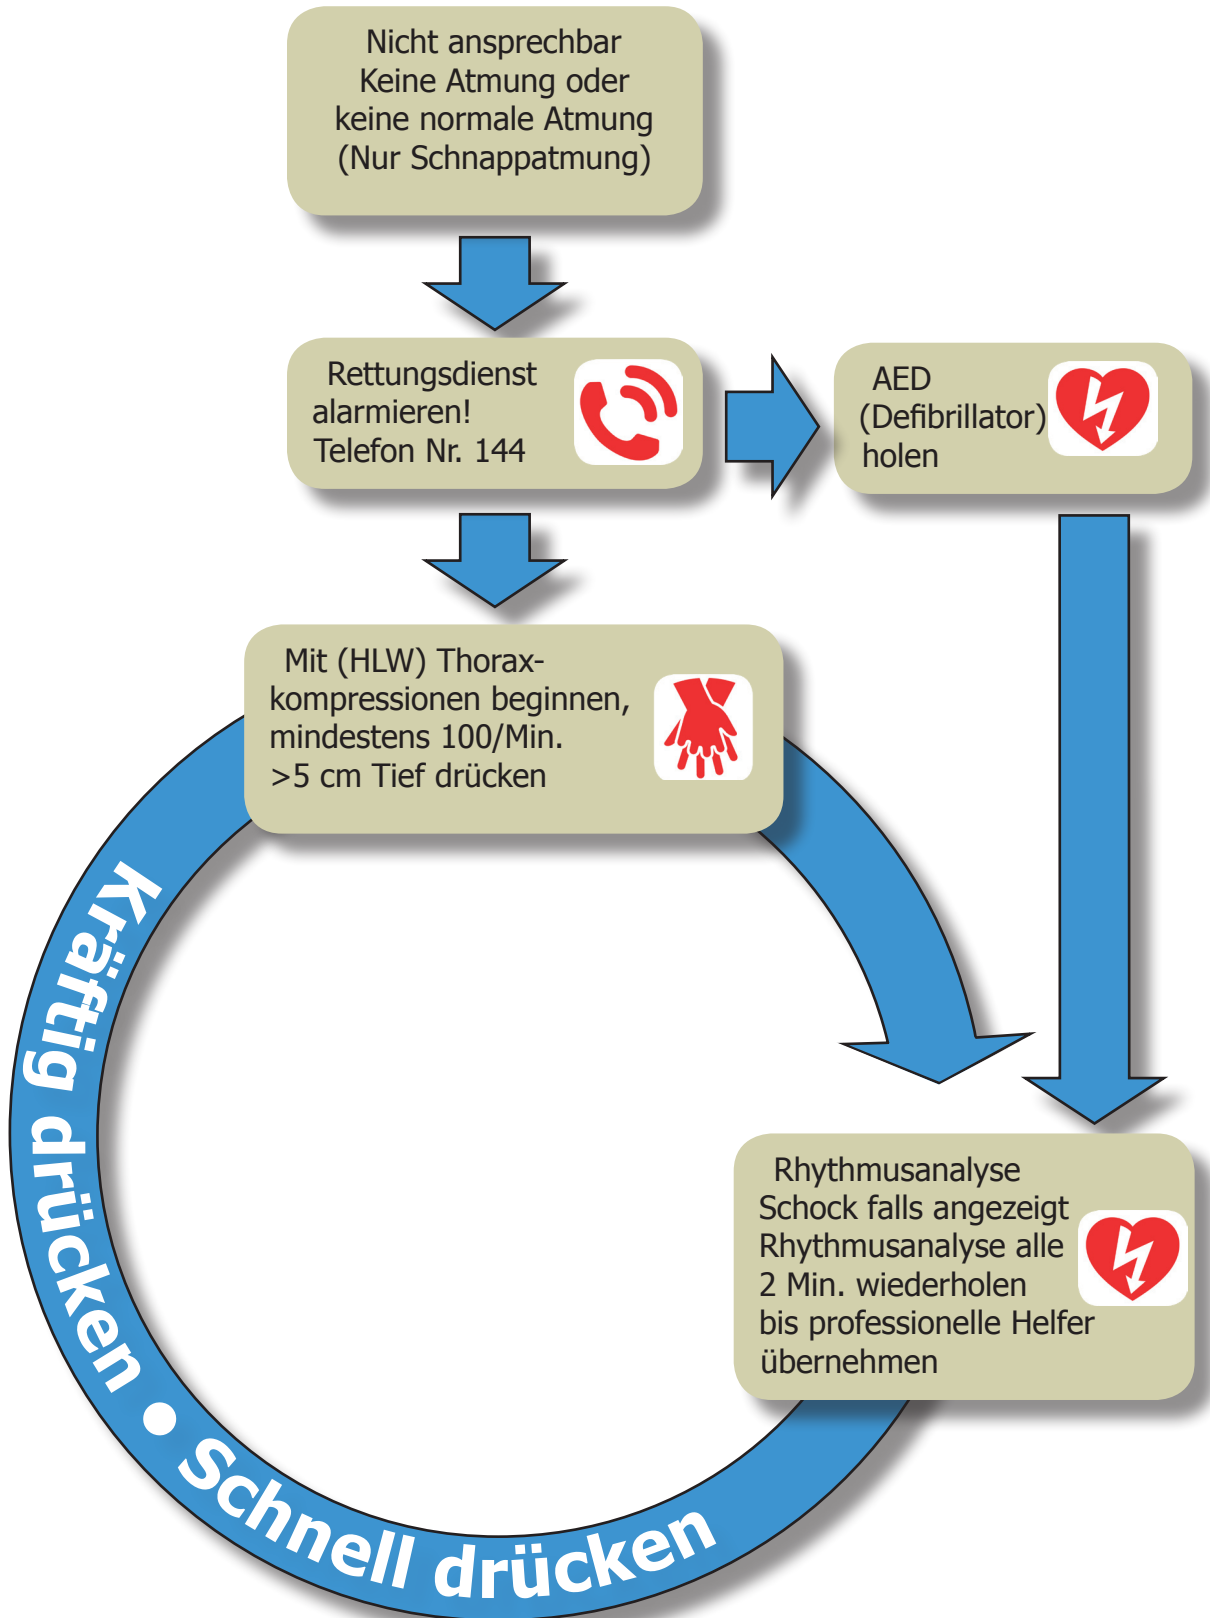 Nicht ansprechbar
Keine Atmung oder
keine normale Atmung
(Nur Schnappatmung)
Rettungsdienst
alarmieren!
Telefon Nr. 144
AED
(Defibrillator)
holen
Mit (HLW) Thorax-
kompressionen beginnen,
mindestens 100/Min.
>5 cm Tief drücken
Rhythmusanalyse
Schock falls angezeigt
Rhythmusanalyse alle
2 Min. wiederholen
bis professionelle Helfer
übernehmen
Kräftig drücken • Schnell drücken